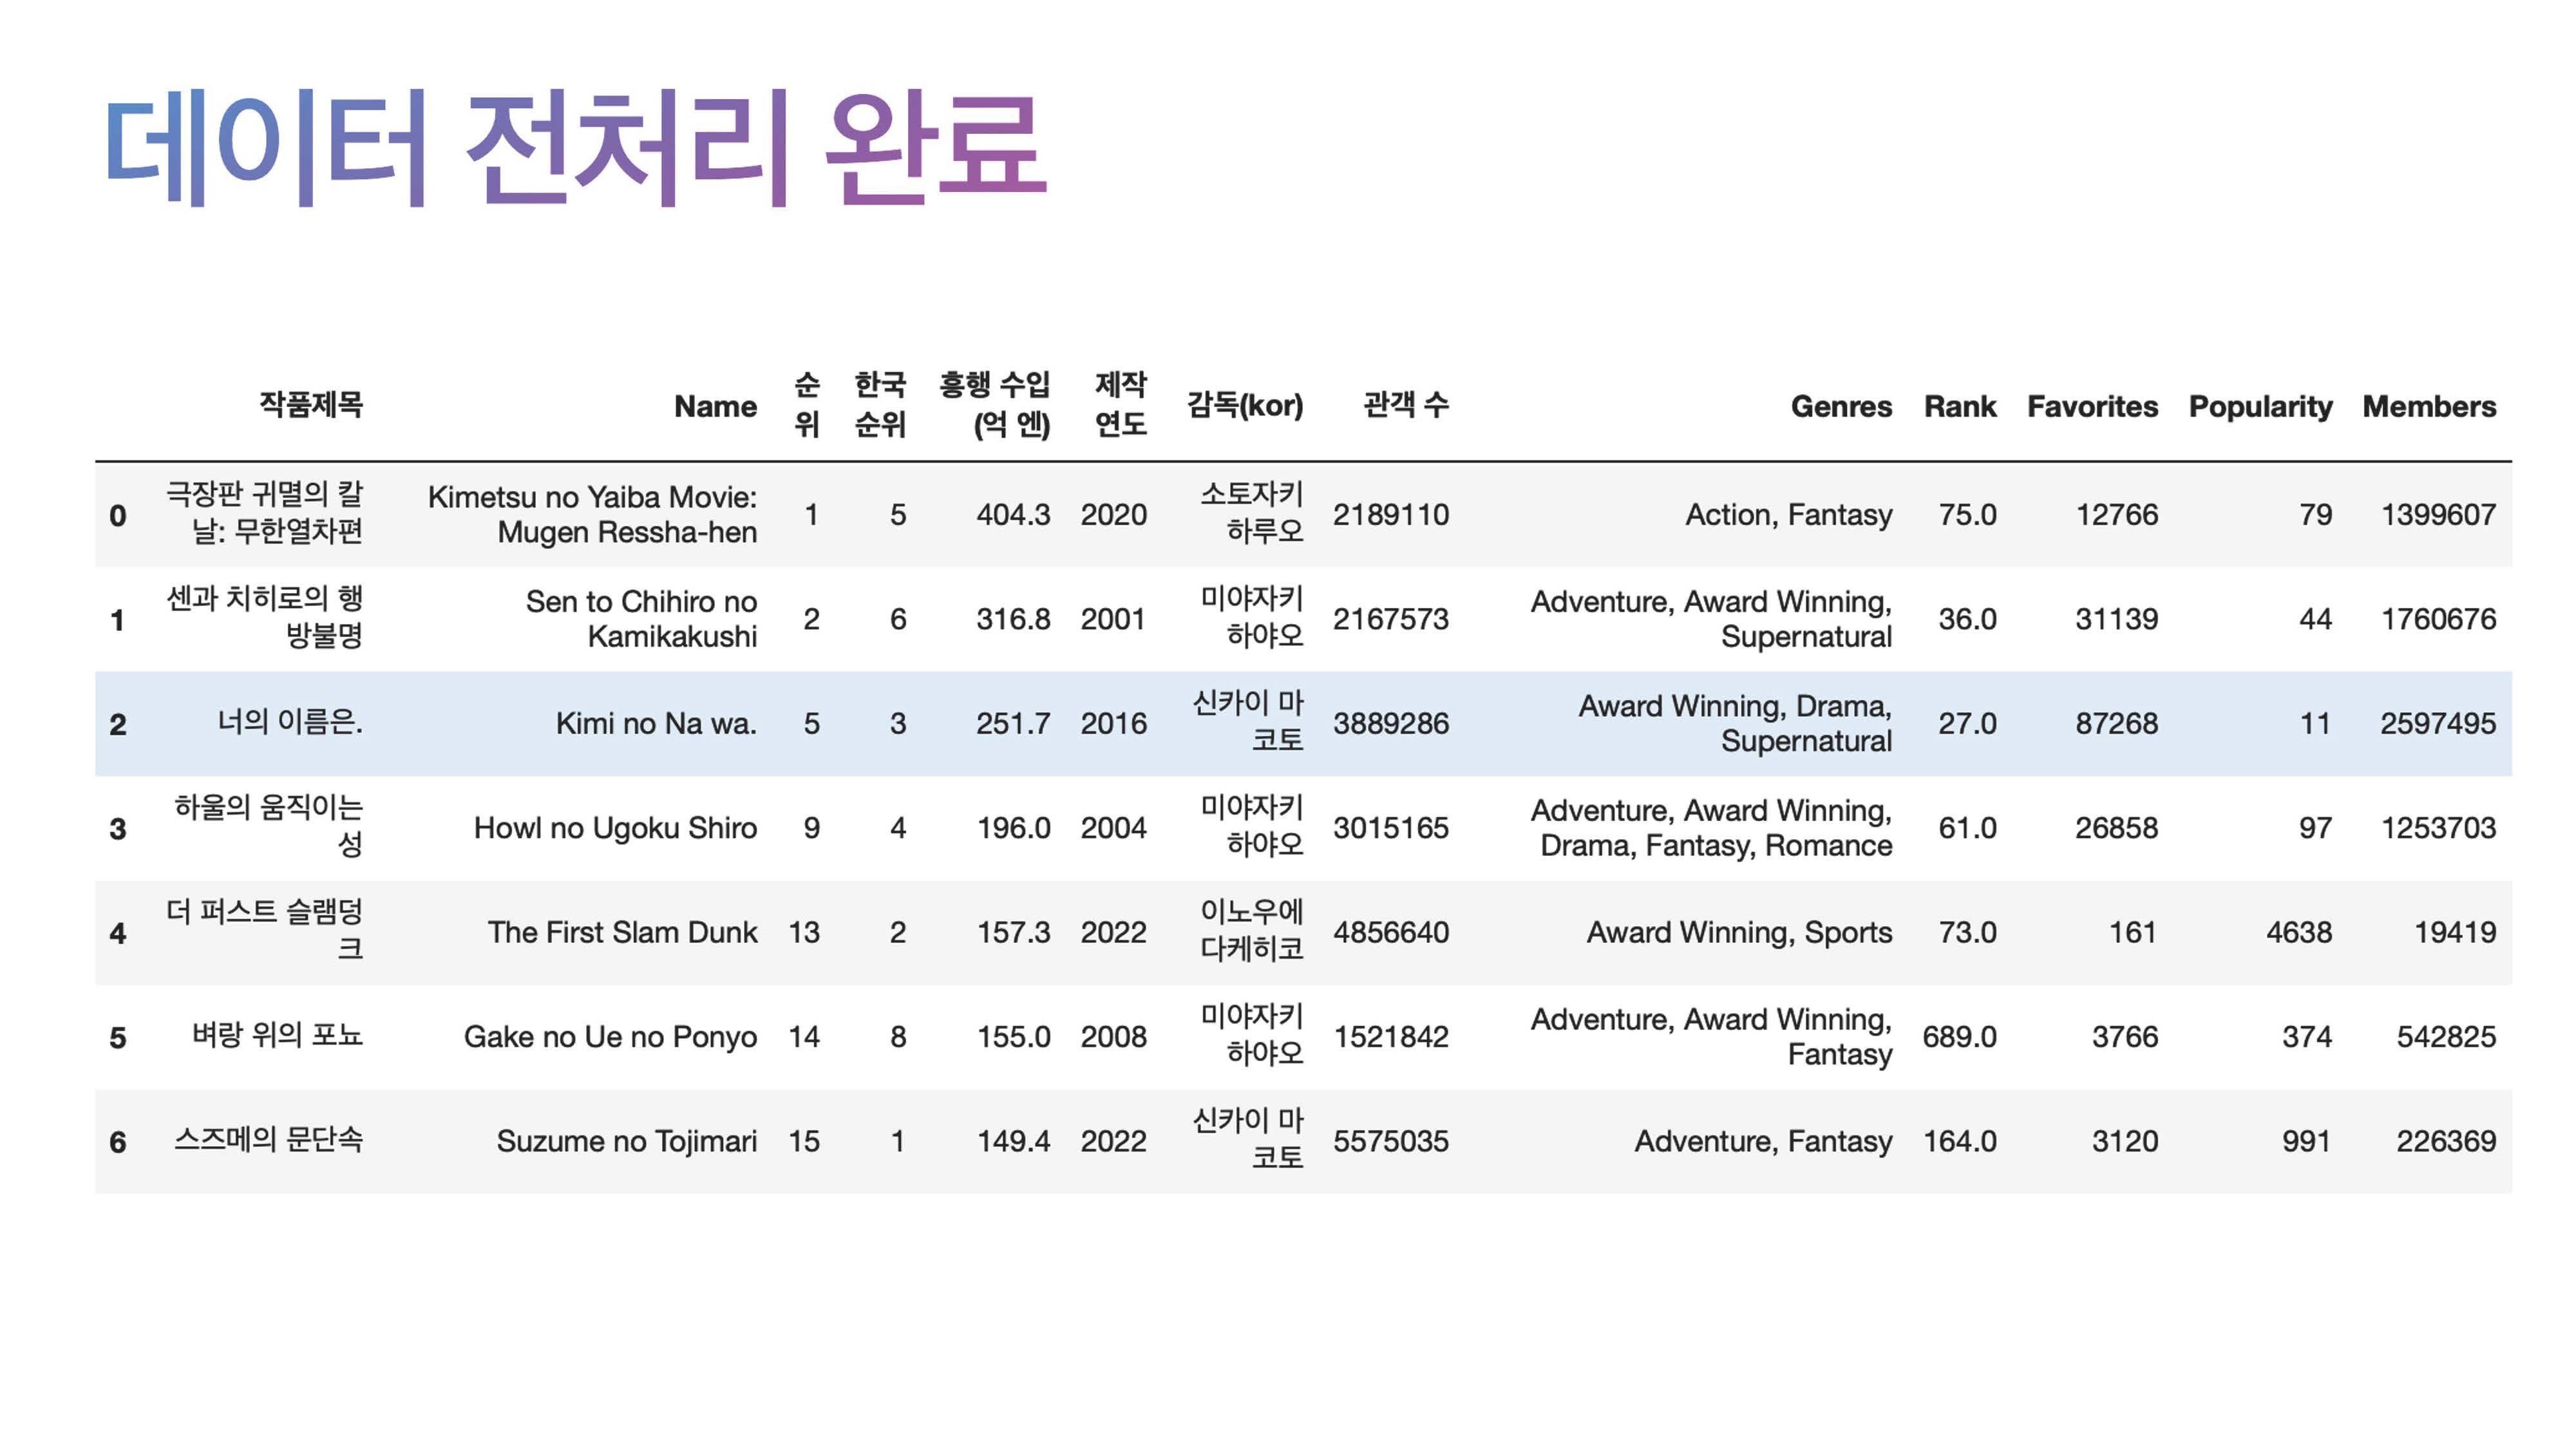 데이터 전처리 완료
작품제목 Name 순위 한국 순위 흥행 수입 (억 엔) 제작 연도 감독(kor) 관객 수 Genres Rank Favorites Popularity Members
0 극장판 귀멸의 칼날: 무한열차편 Kimetsu no Yaiba Movie: Mugen Ressha-hen 1 5 404.3 2020 소토자키 하루오 2189110 Action, Fantasy 75.0 12766 79 1399607
1 센과 치히로의 행방불명 Sen to Chihiro no Kamikakushi 2 6 316.8 2001 미야자키 하야오 2167573 Adventure, Award Winning, Supernatural 36.0 31139 44 1760676
2 너의 이름은. Kimi no Na wa. 5 3 251.7 2016 신카이 마코토 3889286 Award Winning, Drama, Supernatural 27.0 87268 11 2597495
3 하울의 움직이는 성 Howl no Ugoku Shiro 9 4 196.0 2004 미야자키 하야오 3015165 Adventure, Award Winning, Drama, Fantasy, Romance 61.0 26858 97 1253703
4 더 퍼스트 슬램덩크 The First Slam Dunk 13 2 157.3 2022 이노우에 다케히코 4856640 Award Winning, Sports 73.0 161 4638 19419
5 벼랑 위의 포뇨 Gake no Ue no Ponyo 14 8 155.0 2008 미야자키 하야오 1521842 Adventure, Award Winning, Fantasy 689.0 3766 374 542825
6 스즈메의 문단속 Suzume no Tojimari 15 1 149.4 2022 신카이 마코토 5575035 Adventure, Fantasy 164.0 3120 991 226369